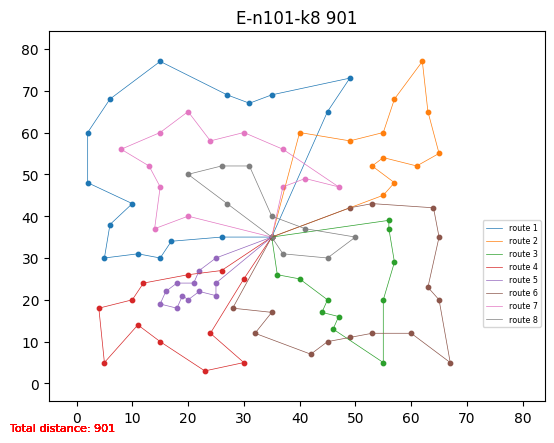 E-n101-k8 901
80
70
60
50
40
30
20
10
0
route 1
route 2
route 3
route 4
route 5
route 6
route 7
route 8
0 10 20 30 40 50 60 70 80
Total distance: 901